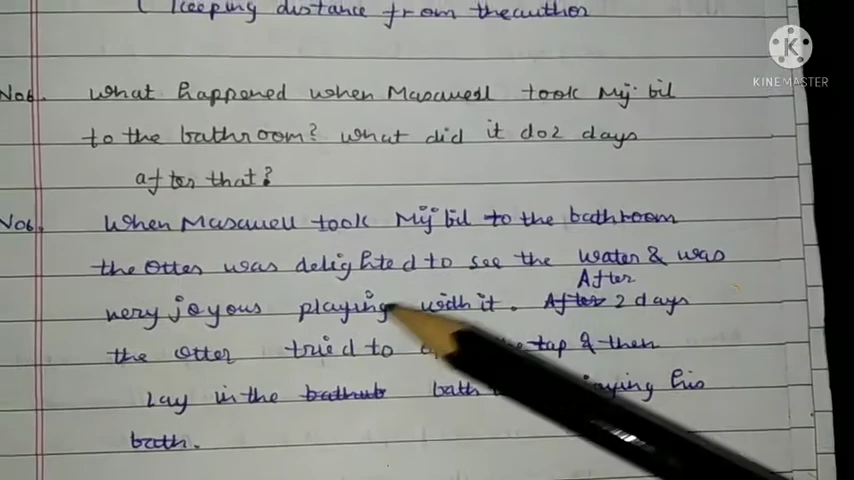 ( Keeping distance from the author
KINEMASTER
No6. What happened when Maxwell took Mij bil
to the bathroom? What did it do 2 days
after that?
No6. When Maxwell took Mij bil to the bathroom
the Otter was delighted to see the water & was
After
very joyous playing with it. After 2 days
the otter tried to the tap & then
Lay in the bathub bath his
bath.